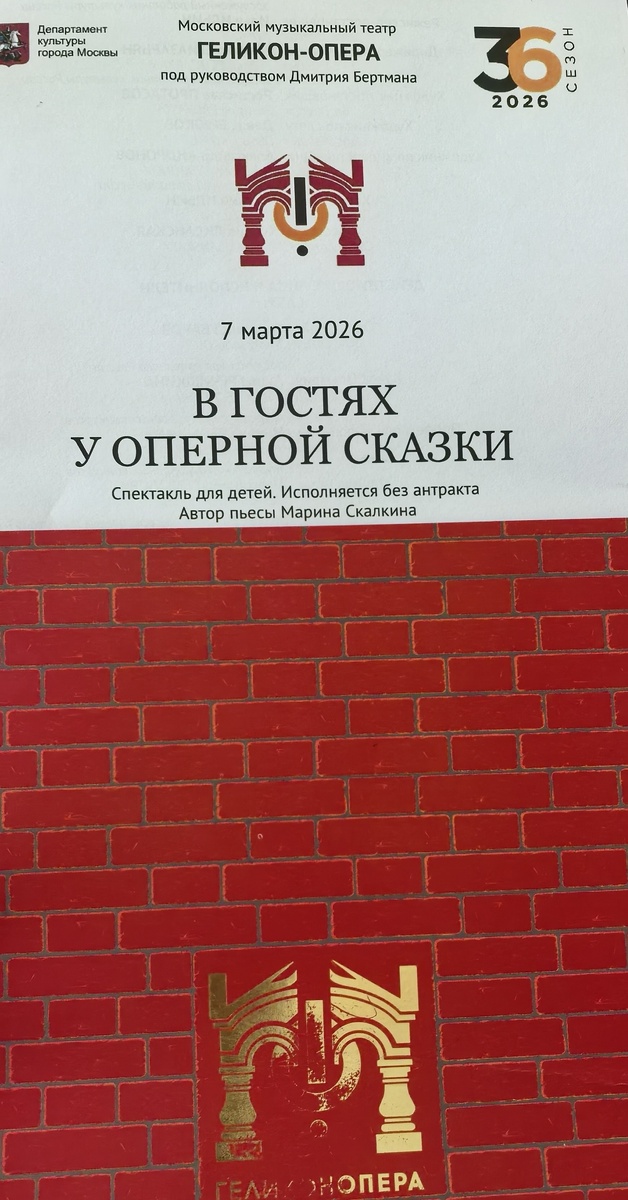 Департамент
культуры
города Москвы
Московский музыкальный театр
ГЕЛИКОН-ОПЕРА
под руководством Дмитрия Бертмана
36
СЕЗОН
2026
7 марта 2026
В ГОСТЯХ
У ОПЕРНОЙ СКАЗКИ
Спектакль для детей. Исполняется без антракта
Автор пьесы Марина Скалкина
ГЕЛИКОНОПЕРА